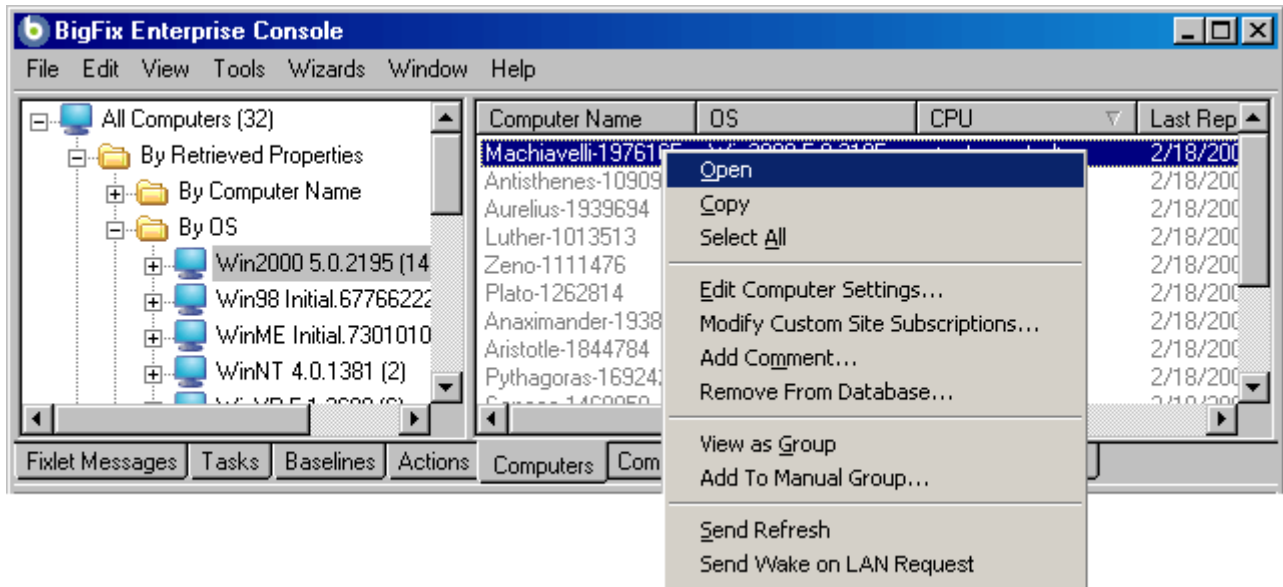 BigFix Enterprise Console
File Edit View Tools Wizards Window Help
All Computers (32)
By Retrieved Properties
By Computer Name
By OS
Win2000 5.0.2195 (14
Win98 Initial.67766222
WinME Initial.7301010
WinNT 4.0.1381 (2)
Computer Name OS CPU Last Rep
Machiavelli-1976165 2/18/200
Antisthenes-10909 2/18/200
Aurelius-1939694 2/18/200
Luther-1013513 2/18/200
Zeno-1111476 2/18/200
Plato-1262814 2/18/200
Anaximander-1938 2/18/200
Aristotle-1844784 2/18/200
Pythagoras-16924 2/18/200
Open
Copy
Select All
Edit Computer Settings...
Modify Custom Site Subscriptions...
Add Comment...
Remove From Database...
View as Group
Add To Manual Group...
Send Refresh
Send Wake on LAN Request
Fixlet Messages Tasks Baselines Actions Computers Com